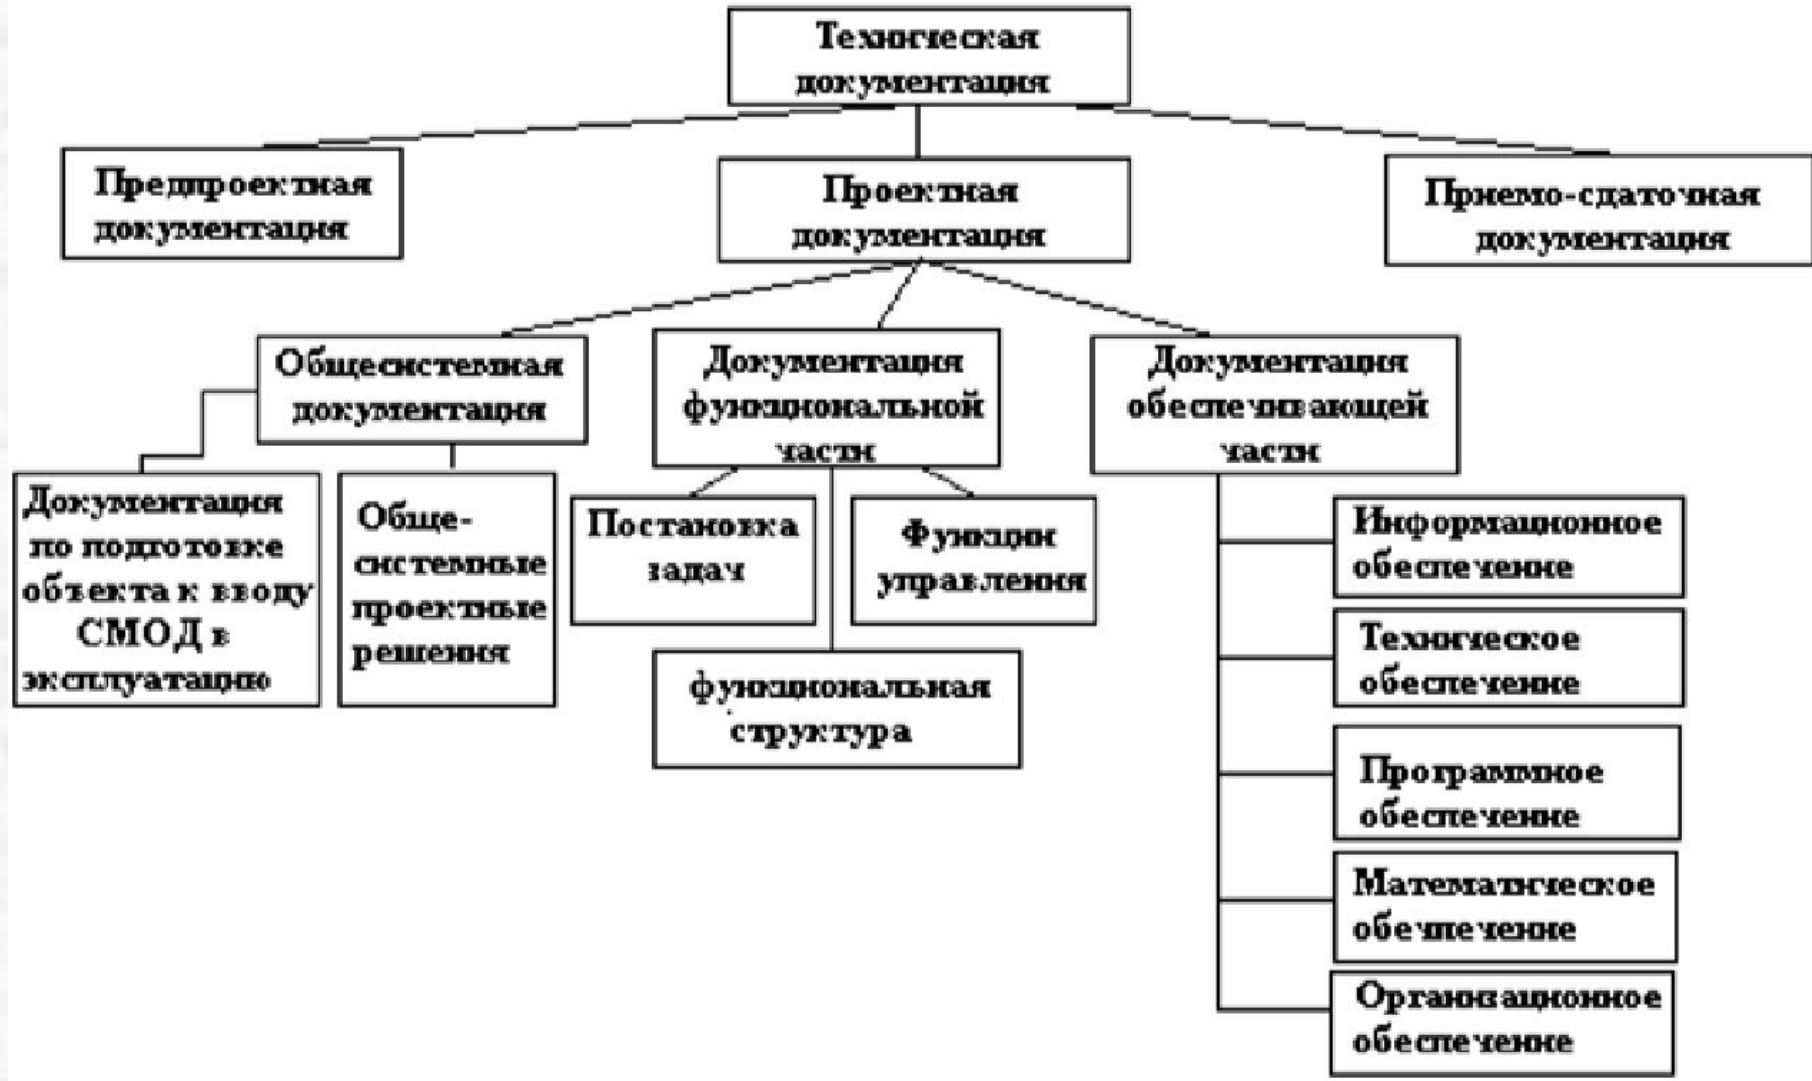 Техническая
документация
Предпроектная
документация
Проектная
документация
Приемо-сдаточная
документация
Общесистемная
документация
Документация
функциональной
части
Документация
обеспечивающей
части
Документация
по подготовке
объекта к вводу
СМОД в
эксплуатацию
Обще-
системные
проектные
решения
Постановка
задач
Функции
управления
функциональная
структура
Информационное
обеспечение
Техническое
обеспечение
Программное
обеспечение
Математическое
обечпечение
Организационное
обеспечение